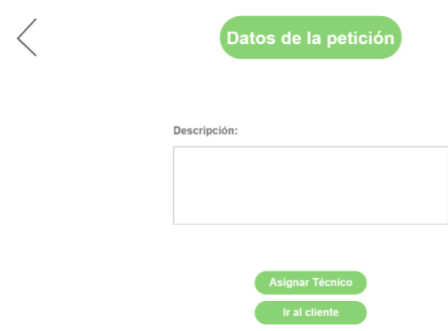 Datos de la petición
Descripción:
Asignar Técnico
Ir al cliente